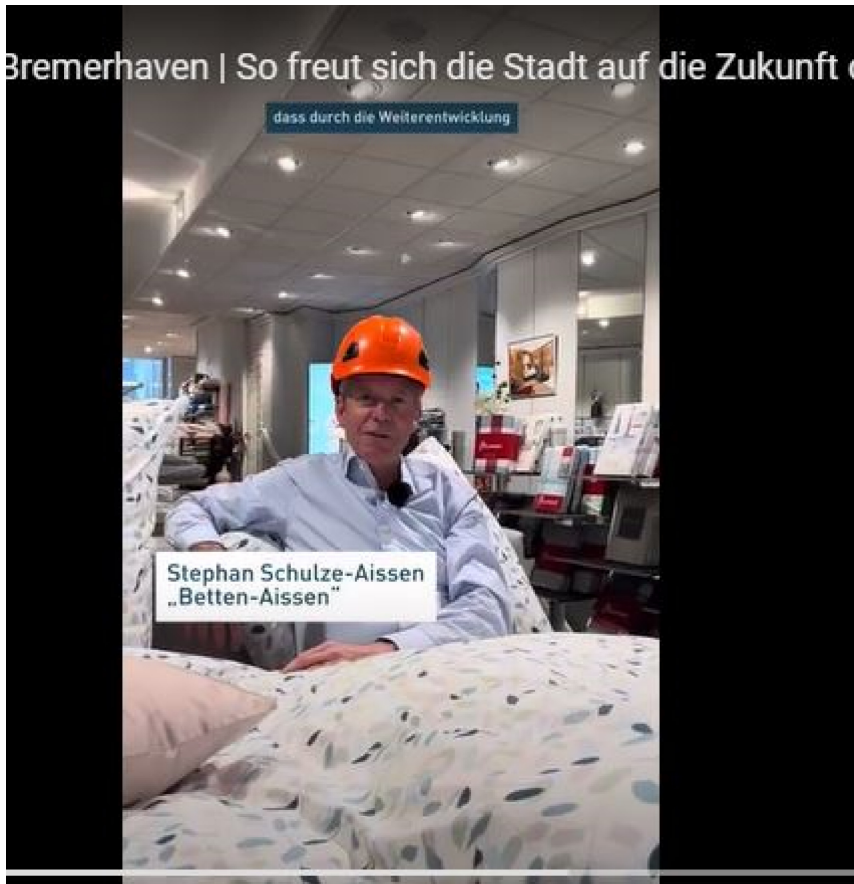 Bremerhaven | So freut sich die Stadt auf die Zukunft
dass durch die Weiterentwicklung
Stephan Schulze-Aissen
„Betten-Aissen“